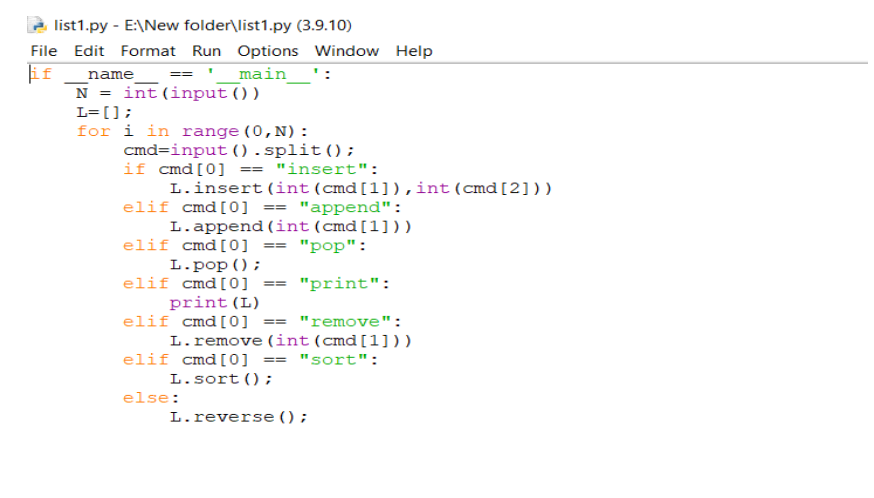 list1.py - E:\New folder\list1.py (3.9.10)
File Edit Format Run Options Window Help
if __name__ == '__main__':
    N = int(input())
    L=[];
    for i in range(0,N):
        cmd=input().split();
        if cmd[0] == "insert":
            L.insert(int(cmd[1]),int(cmd[2]))
        elif cmd[0] == "append":
            L.append(int(cmd[1]))
        elif cmd[0] == "pop":
            L.pop();
        elif cmd[0] == "print":
            print(L)
        elif cmd[0] == "remove":
            L.remove(int(cmd[1]))
        elif cmd[0] == "sort":
            L.sort();
        else:
            L.reverse();